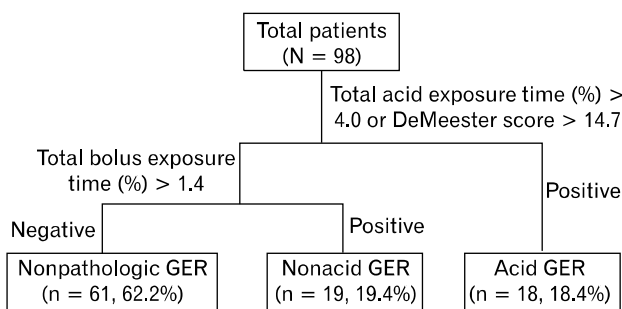 Total patients
(N = 98)
Total acid exposure time (%) >
4.0 or DeMeester score > 14.7
Total bolus exposure
time (%) > 1.4
Positive
Negative
Positive
Nonpathologic GER
(n = 61, 62.2%)
Nonacid GER
(n = 19, 19.4%)
Acid GER
(n = 18, 18.4%)